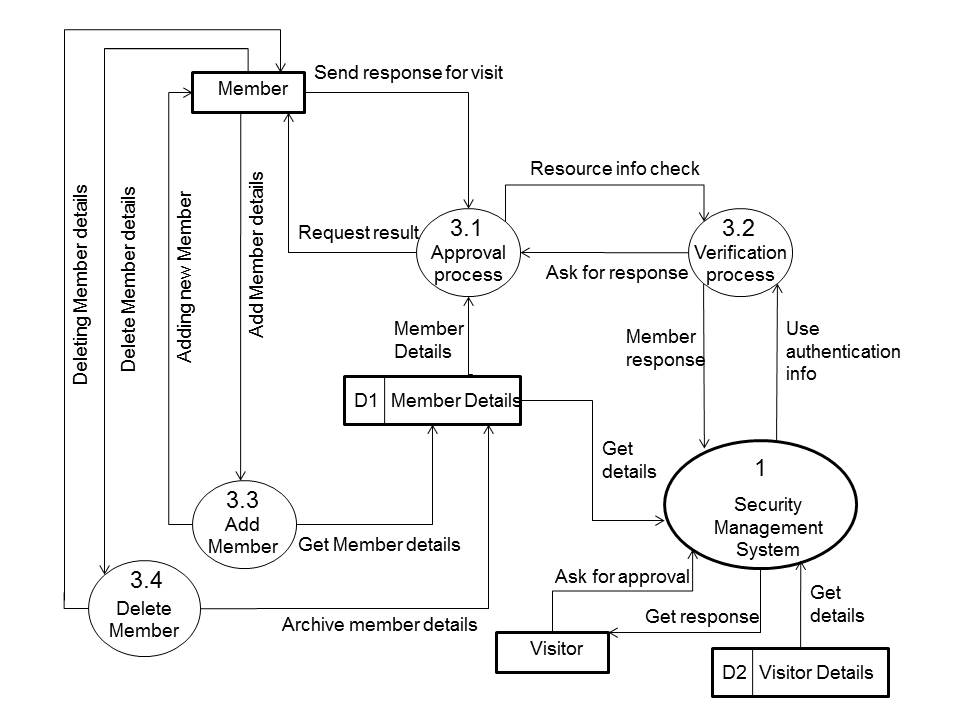 Send response for visit
Member
Resource info check
Deleting Member details
Delete Member details
Adding new Member
Add Member details
Request result
3.1
Approval
process
3.2
Verification
process
Ask for response
Member
Details
Member
response
Use
authentication
info
D1 Member Details
Get
details
1
Security
Management
System
3.3
Add
Member
Get Member details
3.4
Delete
Member
Archive member details
Ask for approval
Get response
Get
details
Visitor
D2 Visitor Details